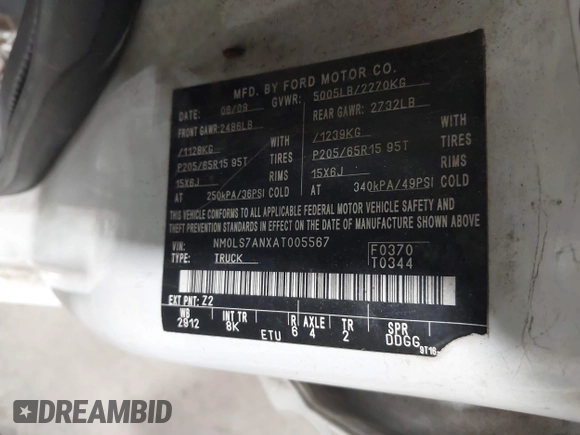 MFD. BY FORD MOTOR CO.
DATE: 06/09 GVWR: 5005LB/2270KG
FRONT GAWR: 2486LB REAR GAWR: 2732LB
/1128KG WITH /1239KG WITH
P205/65R15 95T TIRES P205/65R15 95T TIRES
15X6J RIMS 15X6J RIMS
AT 250kPA/36PSI COLD AT 340kPA/49PSI COLD
THIS VEHICLE CONFORMS TO ALL APPLICABLE FEDERAL MOTOR VEHICLE
SAFETY AND THEFT PREVENTION STANDARDS IN EFFECT ON THE DATE OF
MANUFACTURE SHOWN ABOVE.
VIN: NM0LS7ANXAT005567 F0370
TYPE: TRUCK T0344
EXT PNT: Z2
WB INT TR R AXLE TR SPR
2912 8K ETU 6 4 2 DDGG
9T16
DREAMBID